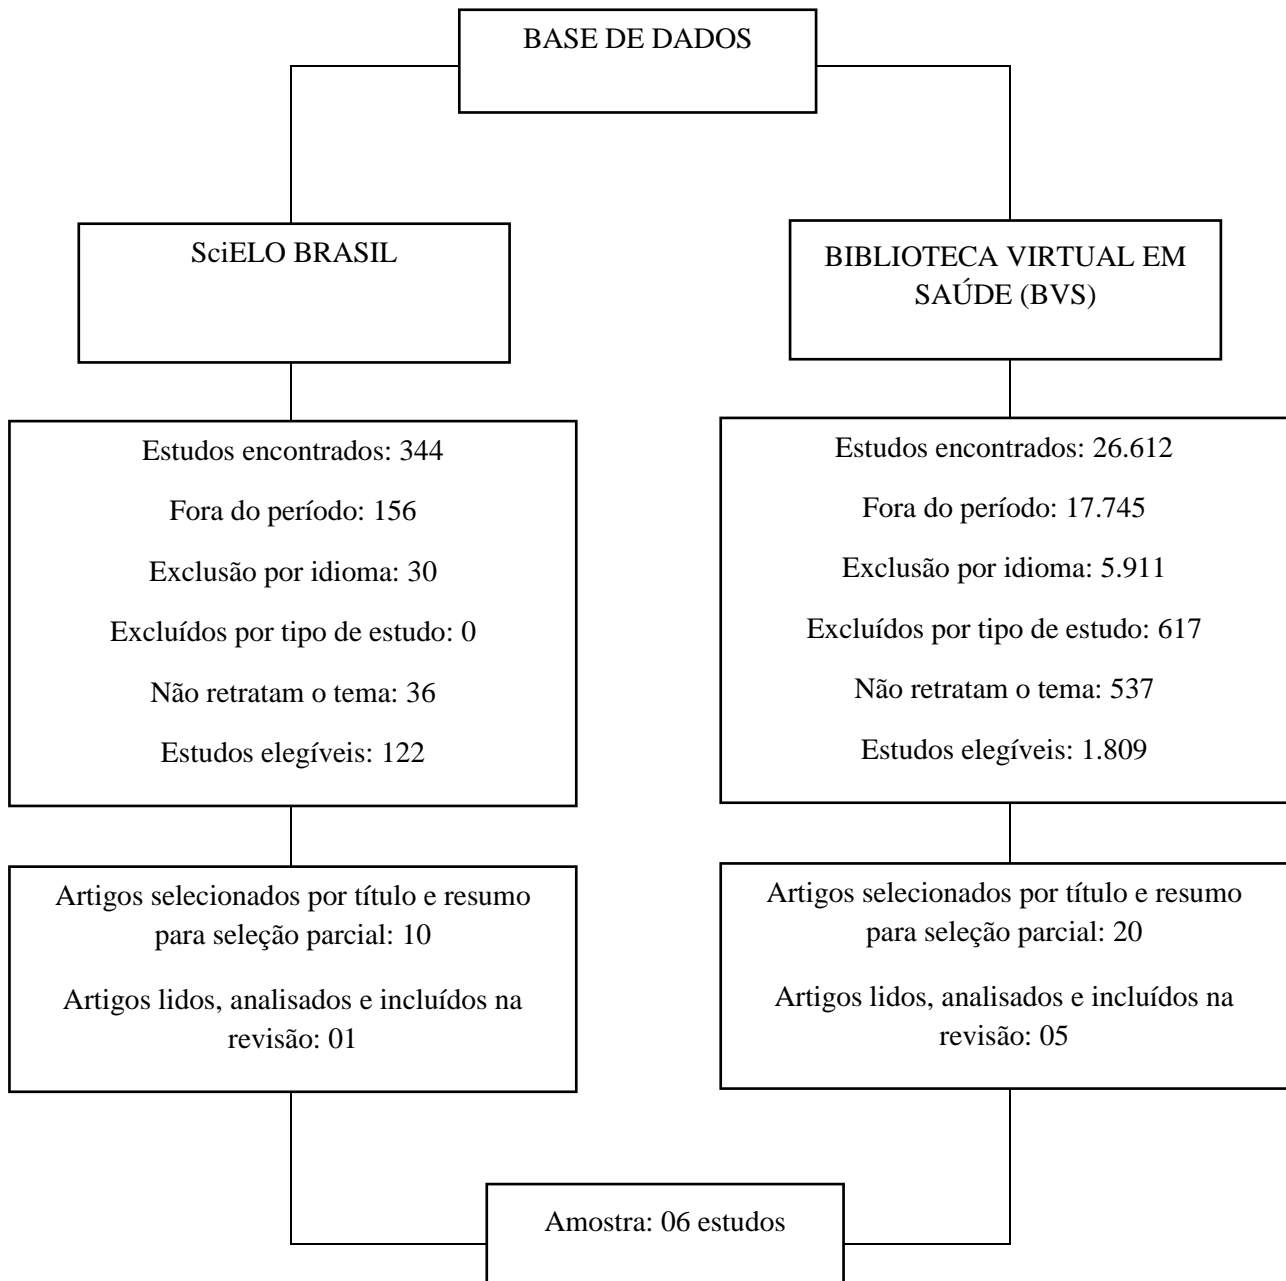 BASE DE DADOS
SciELO BRASIL
Estudos encontrados: 344
Fora do período: 156
Exclusão por idioma: 30
Excluídos por tipo de estudo: 0
Não retratam o tema: 36
Estudos elegíveis: 122
Artigos selecionados por título e resumo
para seleção parcial: 10
Artigos lidos, analisados e incluídos na
revisão: 01
BIBLIOTECA VIRTUAL EM
SAÚDE (BVS)
Estudos encontrados: 26.612
Fora do período: 17.745
Exclusão por idioma: 5.911
Excluídos por tipo de estudo: 617
Não retratam o tema: 537
Estudos elegíveis: 1.809
Artigos selecionados por título e resumo
para seleção parcial: 20
Artigos lidos, analisados e incluídos na
revisão: 05
Amostra: 06 estudos